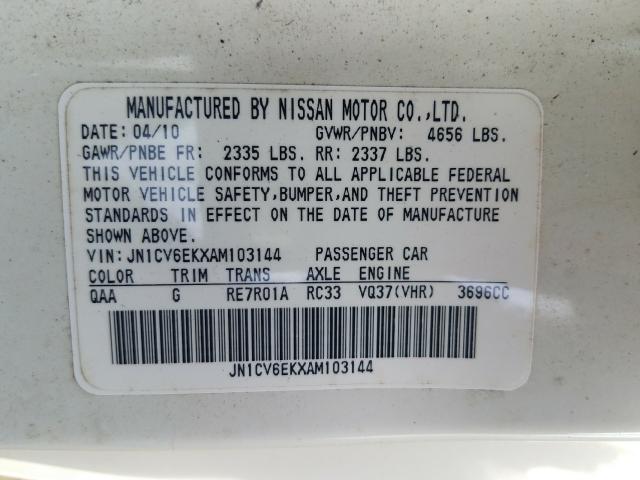 MANUFACTURED BY NISSAN MOTOR CO.,LTD.
DATE: 04/10 GVWR/PNBV: 4656 LBS.
GAWR/PNBE FR: 2335 LBS. RR: 2337 LBS.
THIS VEHICLE CONFORMS TO ALL APPLICABLE FEDERAL
MOTOR VEHICLE SAFETY,BUMPER,AND THEFT PREVENTION
STANDARDS IN EFFECT ON THE DATE OF MANUFACTURE
SHOWN ABOVE.
VIN: JN1CV6EKXAM103144 PASSENGER CAR
COLOR TRIM TRANS AXLE ENGINE
QAA G RE7R01A RC33 VQ37(VHR) 3696CC
JN1CV6EKXAM103144